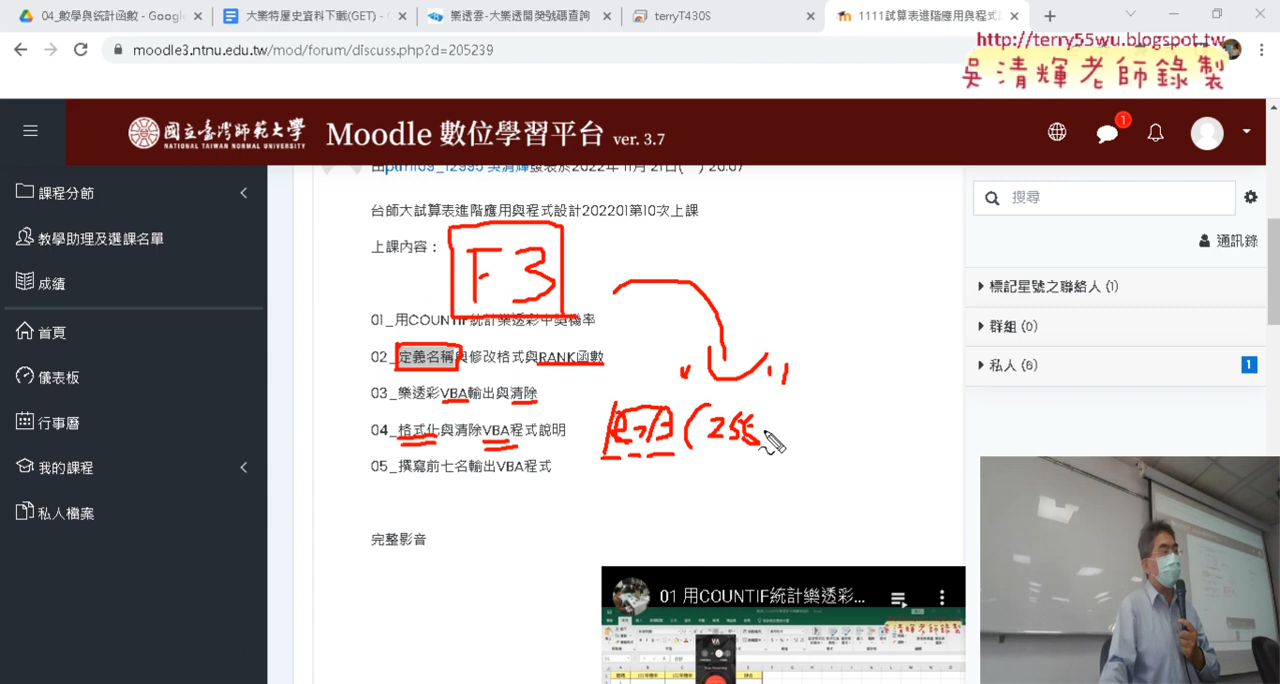 04_數學與統計函數 - Google
大樂特歷史資料下載(GET) - G
樂透雲-大樂透開獎號碼查詢
terryT430S
1111試算表進階應用與程式設
moodle3.ntnu.edu.tw/mod/forum/discuss.php?d=205239
http://terry55wu.blogspot.tw
吳清輝老師錄製
國立臺灣師範大學
NATIONAL TAIWAN NORMAL UNIVERSITY
Moodle 數位學習平台 ver. 3.7
1
課程分節
教學助理及選課名單
成績
首頁
儀表板
行事曆
我的課程
私人檔案
台師大試算表進階應用與程式設計202201第10次上課
上課內容：
F3
01_用COUNTIF統計樂透彩中獎機率
02_定義名稱與修改格式與RANK函數
03_樂透彩VBA輸出與清除
04_格式化與清除VBA程式說明
05_撰寫前七名輸出VBA程式
完整影音
01 用COUNTIF統計樂透彩...
搜尋
通訊錄
標記星號之聯絡人 (1)
群組 (0)
私人 (6)
1